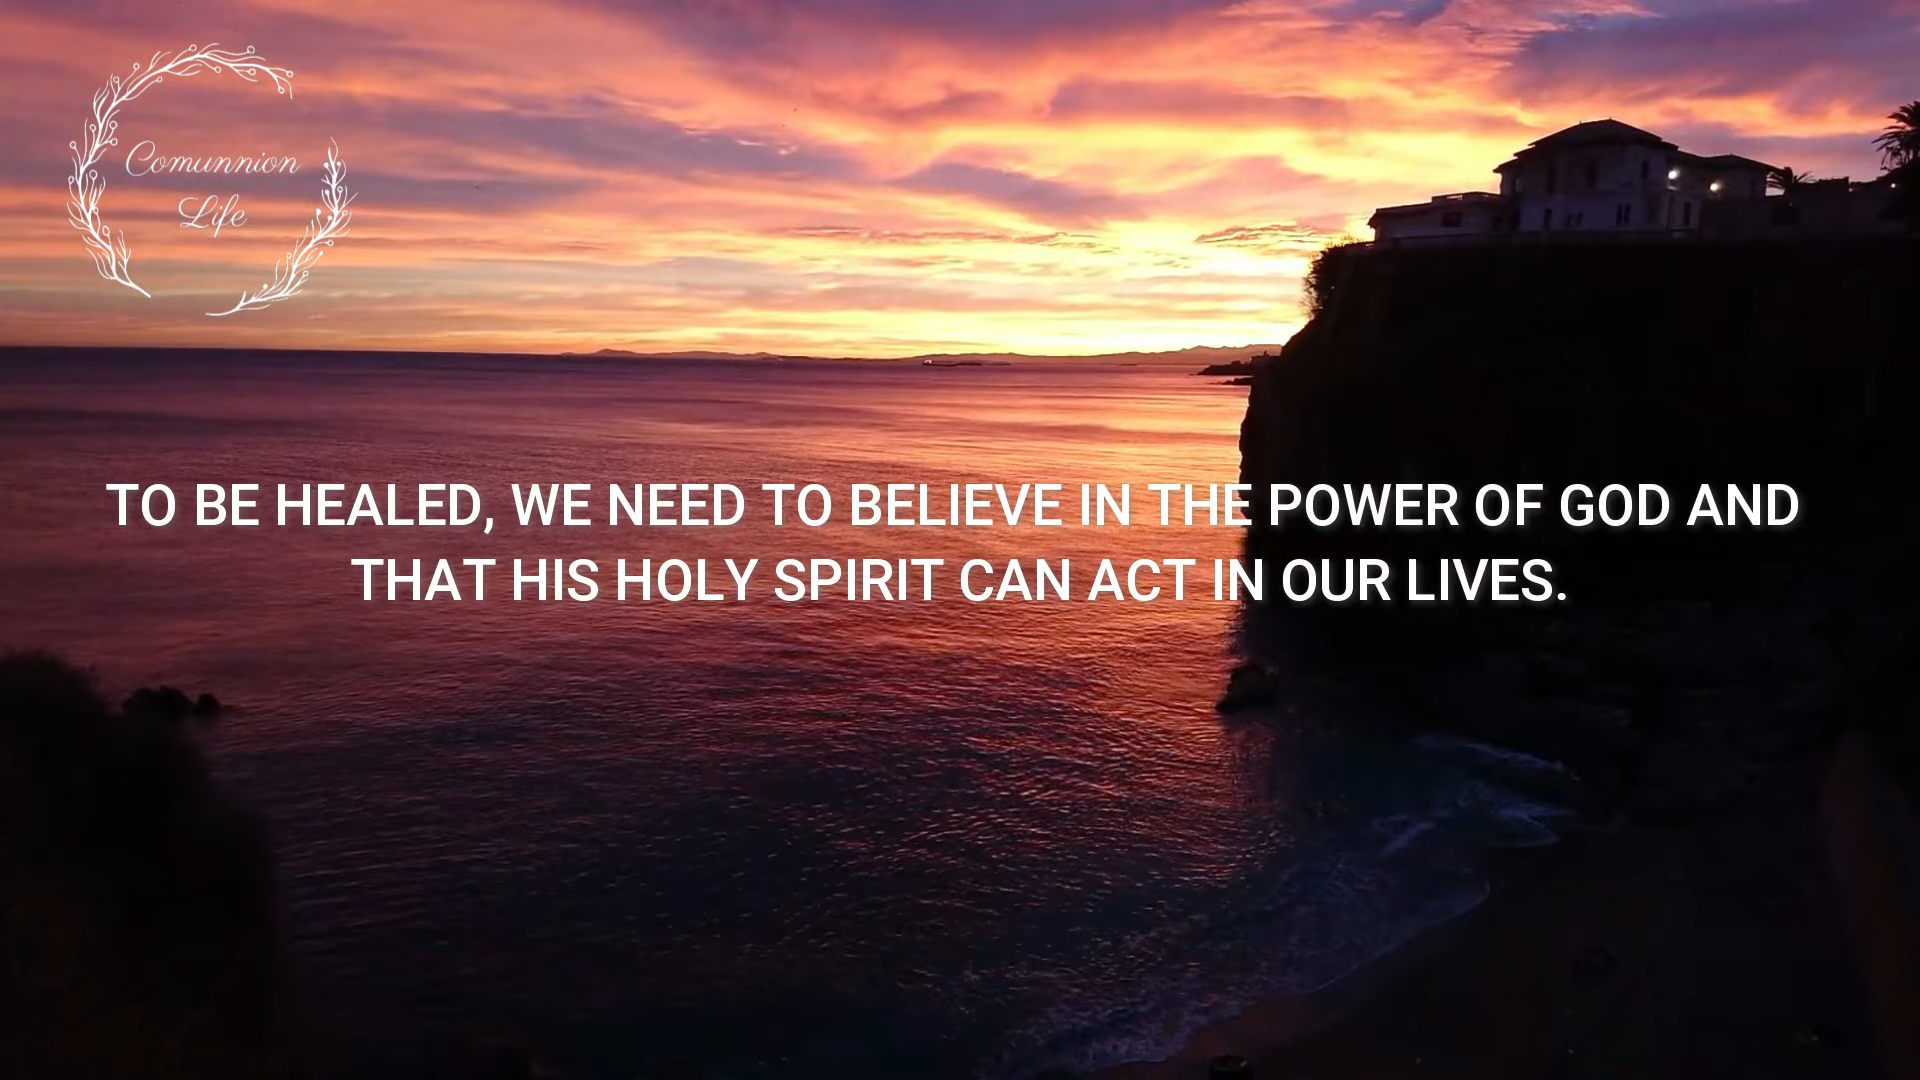 Comunnion
Life
TO BE HEALED, WE NEED TO BELIEVE IN THE POWER OF GOD AND
THAT HIS HOLY SPIRIT CAN ACT IN OUR LIVES.